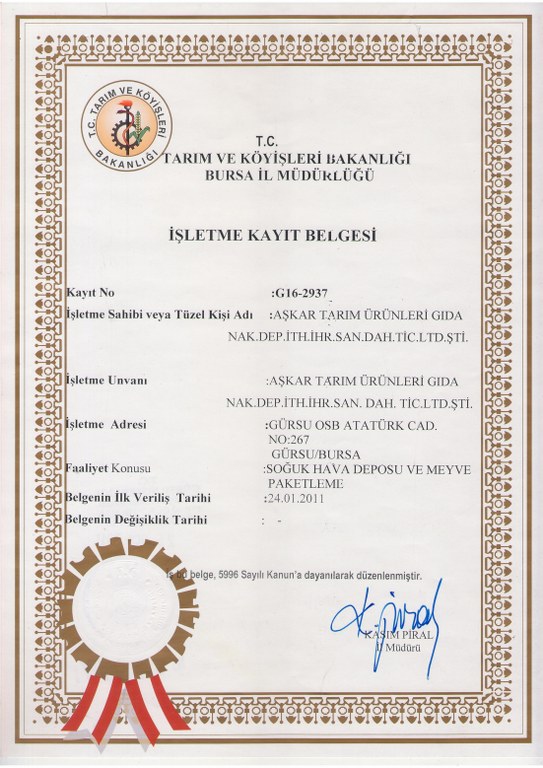 T.C. TARIM VE KÖYİŞLERİ
BAKANLIĞI
T.C.
TARIM VE KÖYİŞLERİ BAKANLIĞI
BURSA İL MÜDÜRLÜĞÜ
İŞLETME KAYIT BELGESİ
Kayıt No :G16-2937
İşletme Sahibi veya Tüzel Kişi Adı :AŞKAR TARIM ÜRÜNLERİ GIDA
NAK.DEP.İTH.İHR.SAN.DAH.TİC.LTD.ŞTİ.
İşletme Unvanı :AŞKAR TARIM ÜRÜNLERİ GIDA
NAK.DEP.İTH.İHR.SAN. DAH. TİC.LTD.ŞTİ.
İşletme Adresi :GÜRSU OSB ATATÜRK CAD.
NO:267
GÜRSU/BURSA
Faaliyet Konusu :SOĞUK HAVA DEPOSU VE MEYVE
PAKETLEME
Belgenin İlk Veriliş Tarihi :24.01.2011
Belgenin Değişiklik Tarihi : -
İş bu belge, 5996 Sayılı Kanun'a dayanılarak düzenlenmiştir.
K.piral
KASIM PİRAL
İl Müdürü